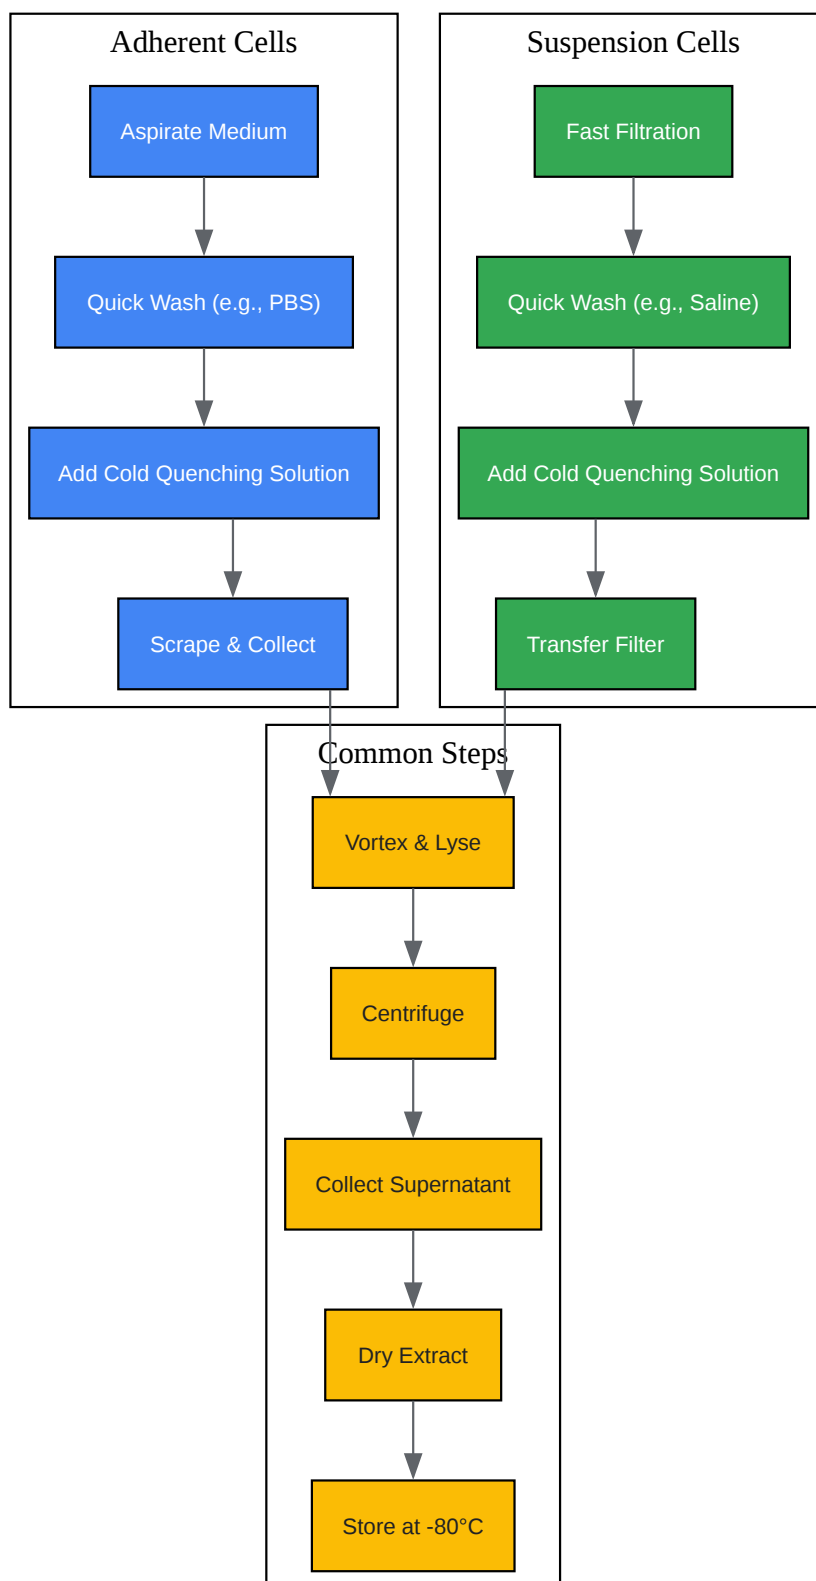 Adherent Cells
Aspirate Medium
Quick Wash (e.g., PBS)
Add Cold Quenching Solution
Scrape & Collect
Suspension Cells
Fast Filtration
Quick Wash (e.g., Saline)
Add Cold Quenching Solution
Transfer Filter
Common Steps
Vortex & Lyse
Centrifuge
Collect Supernatant
Dry Extract
Store at -80°C